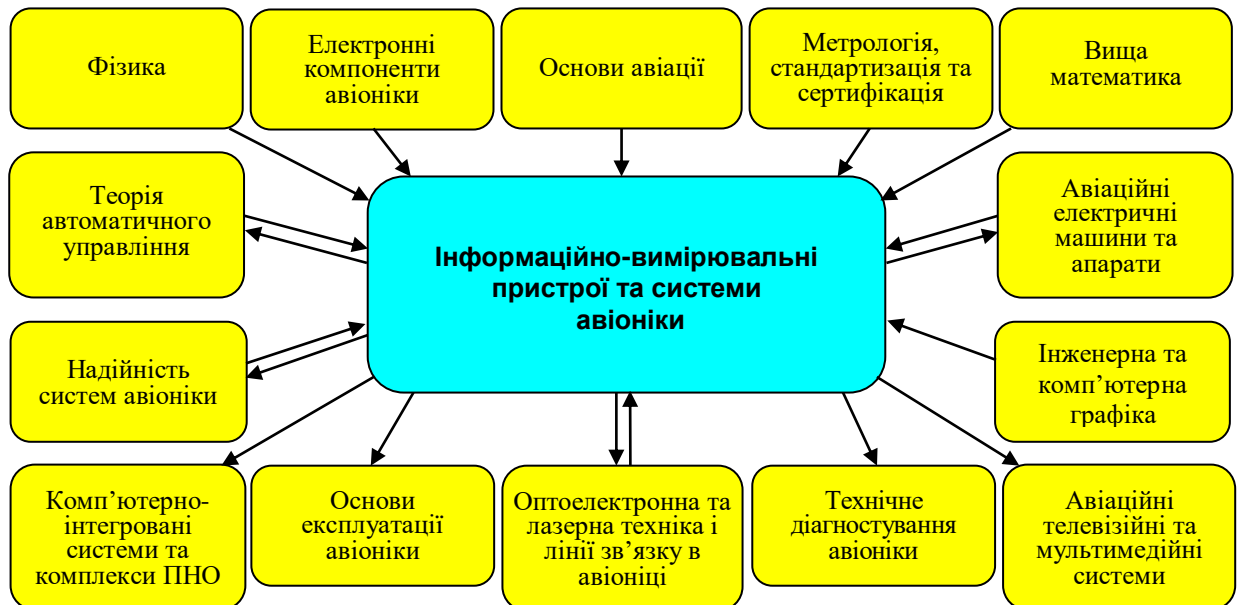 Фізика
Електронні
компоненти
авіоніки
Основи авіації
Метрологія,
стандартизація та
сертифікація
Вища
математика
Теорія
автоматичного
управління
Інформаційно-вимірювальні
пристрої та системи
авіоніки
Авіаційні
електричні
машини та
апарати
Надійність
систем авіоніки
Інженерна та
комп’ютерна
графіка
Комп’ютерно-
інтегровані
системи та
комплекси ПНО
Основи
експлуатації
авіоніки
Оптоелектронна та
лазерна техніка і
лінії зв’язку в
авіоніці
Технічне
діагностування
авіоніки
Авіаційні
телевізійні та
мультимедійні
системи